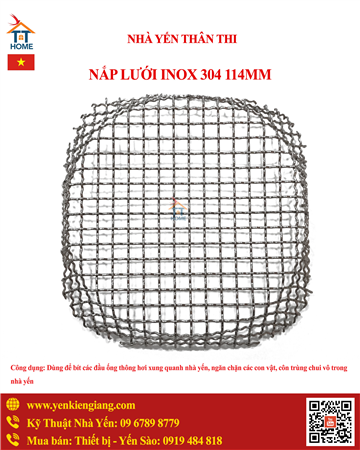 TT
HOME
NHÀ YẾN THÂN THI
NẮP LƯỚI INOX 304 114MM
HOME
Công dụng: Dùng để bít các đầu ống thông hơi xung quanh nhà yến, ngăn chặn các con vật, côn trùng chui vô trong
nhà yến
www.yenkiengiang.com
Kỹ Thuật Nhà Yến: 09 6789 8779
Mua bán: Thiết bị - Yến Sào: 0919 484 818